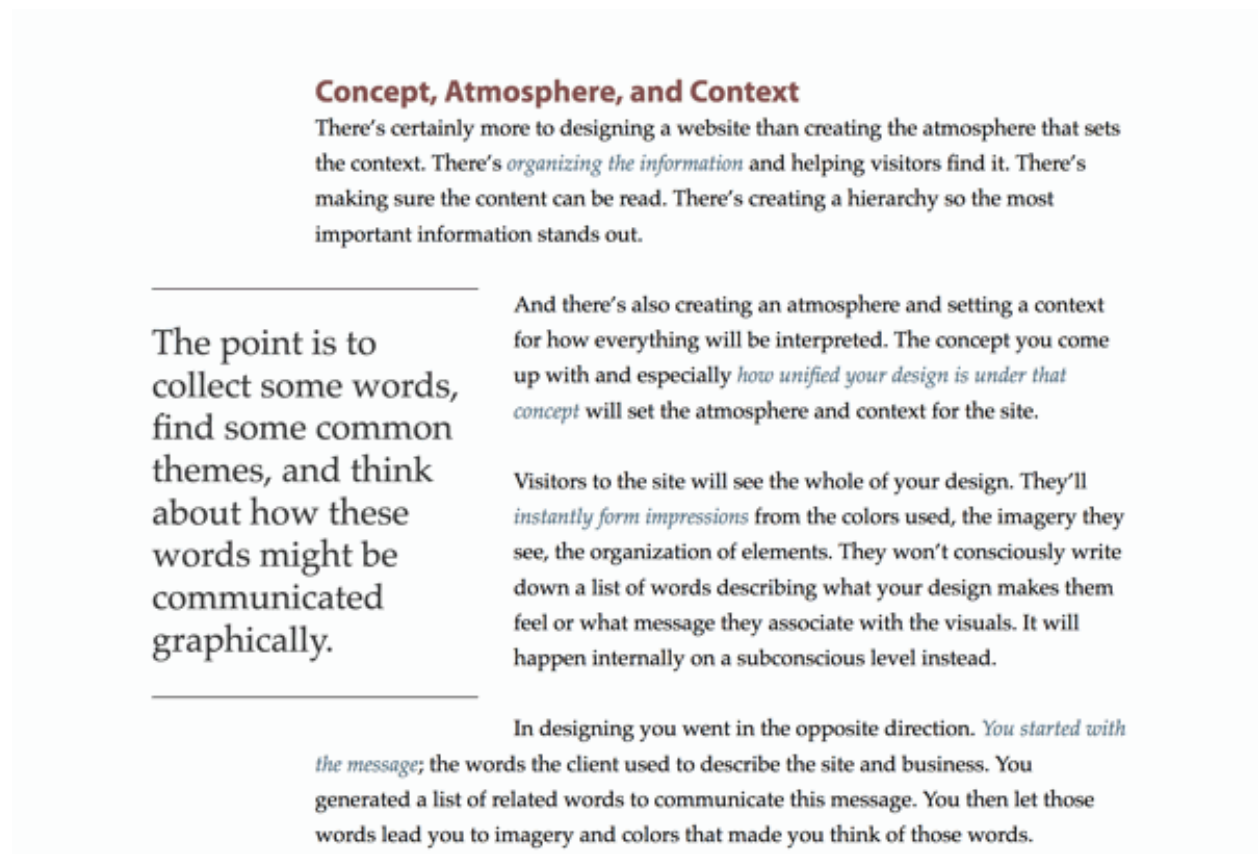 Concept, Atmosphere, and Context
There's certainly more to designing a website than creating the atmosphere that sets
the context. There's organizing the information and helping visitors find it. There's
making sure the content can be read. There's creating a hierarchy so the most
important information stands out.
The point is to
collect some words,
find some common
themes, and think
about how these
words might be
communicated
graphically.
And there's also creating an atmosphere and setting a context
for how everything will be interpreted. The concept you come
up with and especially how unified your design is under that
concept will set the atmosphere and context for the site.
Visitors to the site will see the whole of your design. They'll
instantly form impressions from the colors used, the imagery they
see, the organization of elements. They won't consciously write
down a list of words describing what your design makes them
feel or what message they associate with the visuals. It will
happen internally on a subconscious level instead.
In designing you went in the opposite direction. You started with
the message; the words the client used to describe the site and business. You
generated a list of related words to communicate this message. You then let those
words lead you to imagery and colors that made you think of those words.